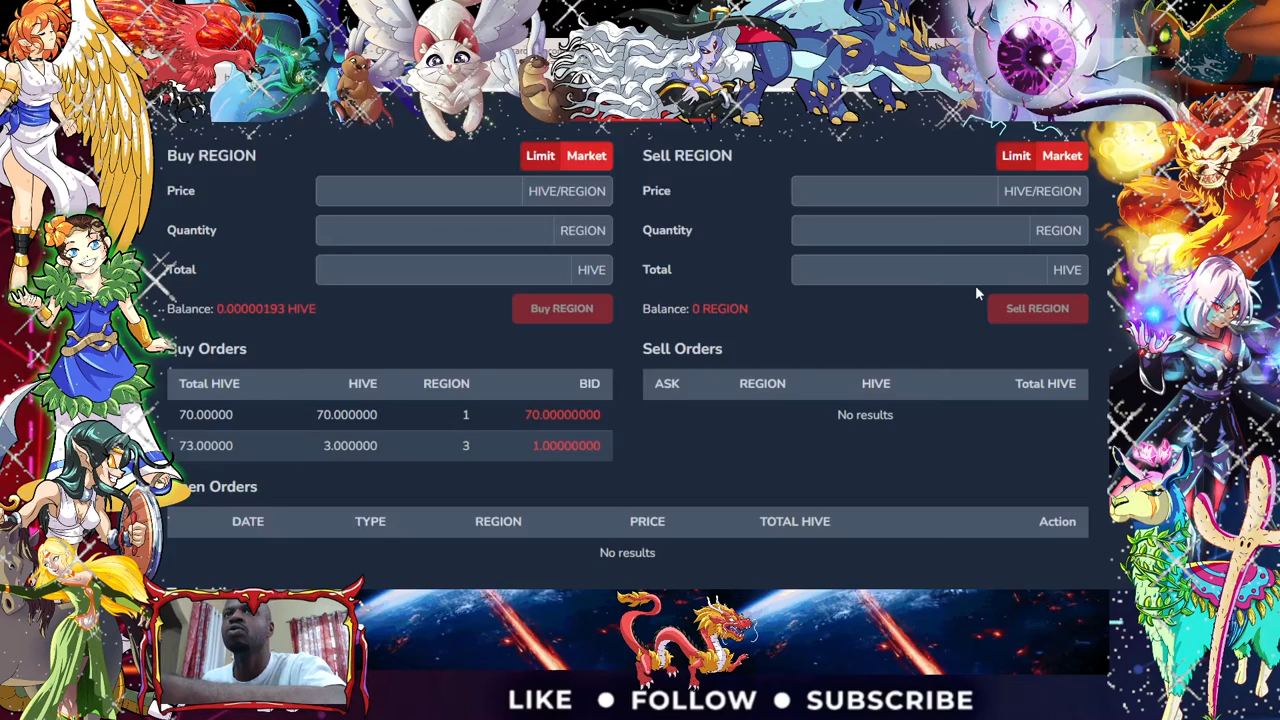 Buy REGION Limit Market
Price HIVE/REGION
Quantity REGION
Total HIVE
Balance: 0.00000193 HIVE Buy REGION
Sell REGION Limit Market
Price HIVE/REGION
Quantity REGION
Total HIVE
Balance: 0 REGION Sell REGION
Buy Orders
Total HIVE HIVE REGION BID
70.00000 70.000000 1 70.00000000
73.00000 3.000000 3 1.00000000
Sell Orders
ASK REGION HIVE Total HIVE
No results
en Orders
DATE TYPE REGION PRICE TOTAL HIVE Action
No results
LIKE ● FOLLOW ● SUBSCRIBE